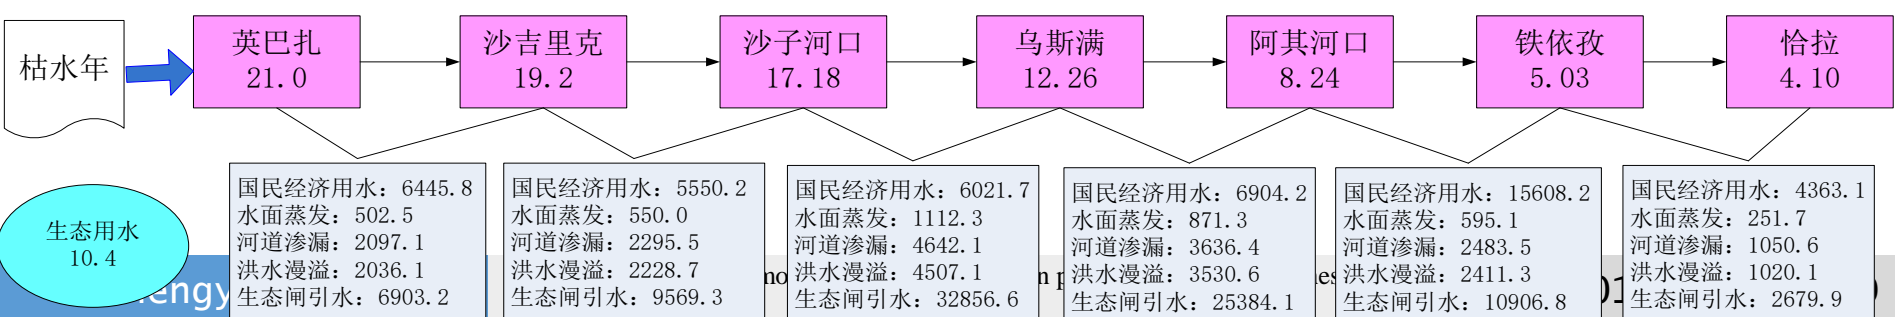 枯水年
英巴扎
21.0
沙吉里克
19.2
沙子河口
17.18
乌斯满
12.26
阿其河口
8.24
铁依孜
5.03
恰拉
4.10
生态用水
10.4
国民经济用水：6445.8
水面蒸发：502.5
河道渗漏：2097.1
洪水漫溢：2036.1
生态闸引水：6903.2
国民经济用水：5550.2
水面蒸发：550.0
河道渗漏：2295.5
洪水漫溢：2228.7
生态闸引水：9569.3
国民经济用水：6021.7
水面蒸发：1112.3
河道渗漏：4642.1
洪水漫溢：4507.1
生态闸引水：32856.6
国民经济用水：6904.2
水面蒸发：871.3
河道渗漏：3636.4
洪水漫溢：3530.6
生态闸引水：25384.1
国民经济用水：15608.2
水面蒸发：595.1
河道渗漏：2483.5
洪水漫溢：2411.3
生态闸引水：10906.8
国民经济用水：4363.1
水面蒸发：251.7
河道渗漏：1050.6
洪水漫溢：1020.1
生态闸引水：2679.9